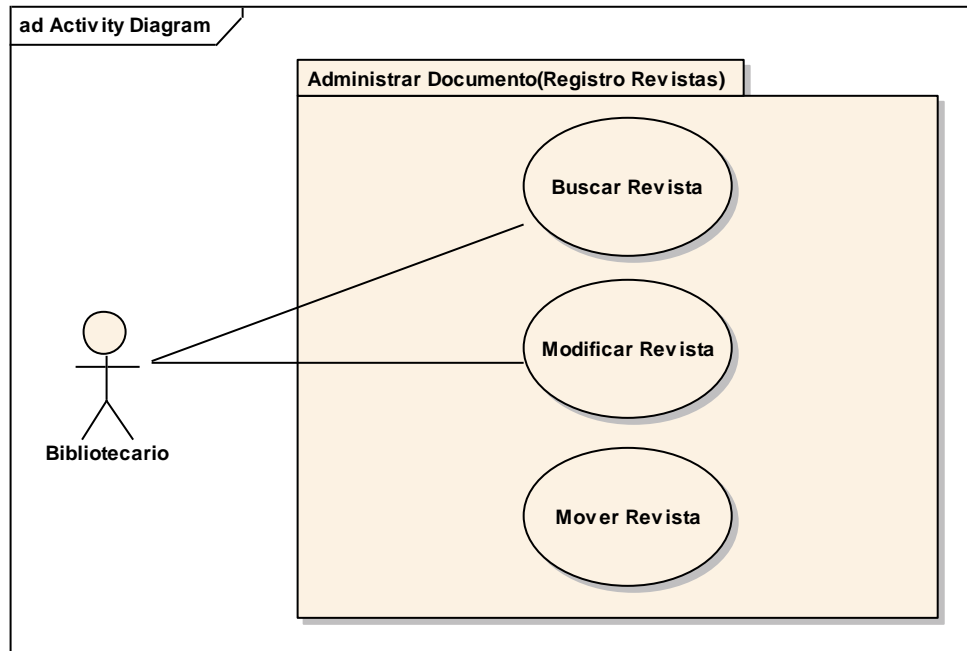 ad Activity Diagram
Administrar Documento(Registro Revistas)
Buscar Revista
Modificar Revista
Bibliotecario
Mover Revista